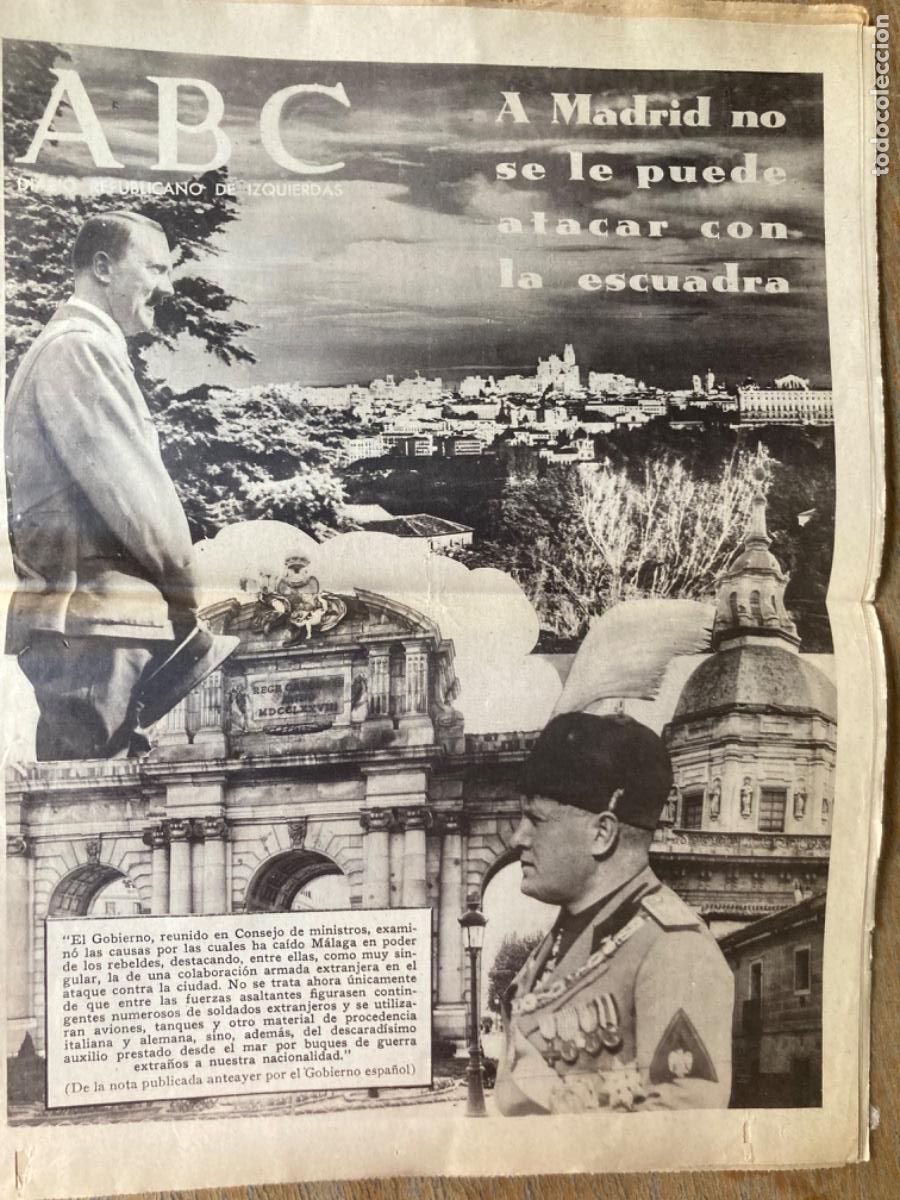 ABC
DIARIO REPUBLICANO DE IZQUIERDAS
A Madrid no
se le puede
atacar con
la escuadra
REGE
MDCCLXXVIII
"El Gobierno, reunido en Consejo de ministros, exami-
nó las causas por las cuales ha caído Málaga en poder
de los rebeldes, destacando, entre ellas, como muy sin-
gular, la de una colaboración armada extranjera en el
ataque contra la ciudad. No se trata ahora únicamente
de que entre las fuerzas asaltantes figurasen contin-
gentes numerosos de soldados extranjeros y se utiliza-
ran aviones, tanques y otro material de procedencia
italiana y alemana, sino, además, del descaradísimo
auxilio prestado desde el mar por buques de guerra
extraños a nuestra nacionalidad."
(De la nota publicada anteayer por el Gobierno español)
todocoleccion